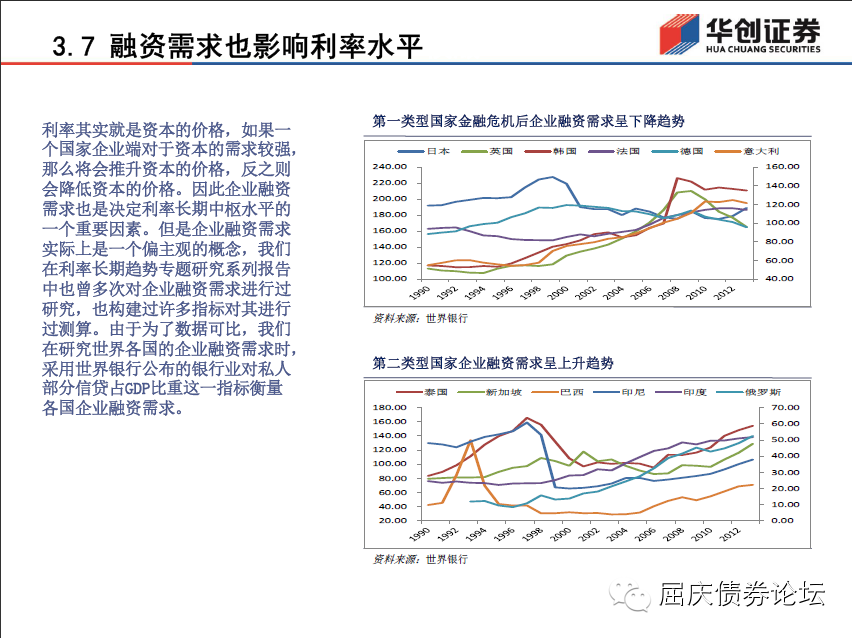 3.7 融资需求也影响利率水平
华创证券
HUA CHUANG SECURITIES
利率其实就是资本的价格，如果一
个国家企业端对于资本的需求较强，
那么将会推升资本的价格，反之则
会降低资本的价格。因此企业融资
需求也是决定利率长期中枢水平的
一个重要因素。但是企业融资需求
实际上是一个偏主观的概念，我们
在利率长期趋势专题研究系列报告
中也曾多次对企业融资需求进行过
研究，也构建过许多指标对其进行
过测算。由于为了数据可比，我们
在研究世界各国的企业融资需求时，
采用世界银行公布的银行业对私人
部分信贷占GDP比重这一指标衡量
各国企业融资需求。
第一类型国家金融危机后企业融资需求呈下降趋势
日本 英国 韩国 法国 德国 意大利
240.00 160.00
220.00 140.00
200.00 120.00
180.00 100.00
160.00 80.00
140.00 60.00
120.00 40.00
100.00
1990 1992 1994 1996 1998 2000 2002 2004 2006 2008 2010 2012
资料来源：世界银行
第二类型国家企业融资需求呈上升趋势
泰国 新加坡 巴西 印尼 印度 俄罗斯
180.00 70.00
160.00 60.00
140.00 50.00
120.00 40.00
100.00 30.00
80.00 20.00
60.00 10.00
40.00 0.00
20.00
1990 1992 1994 1996 1998 2000 2002 2004 2006 2008 2010 2012
资料来源：世界银行
屈庆债券论坛